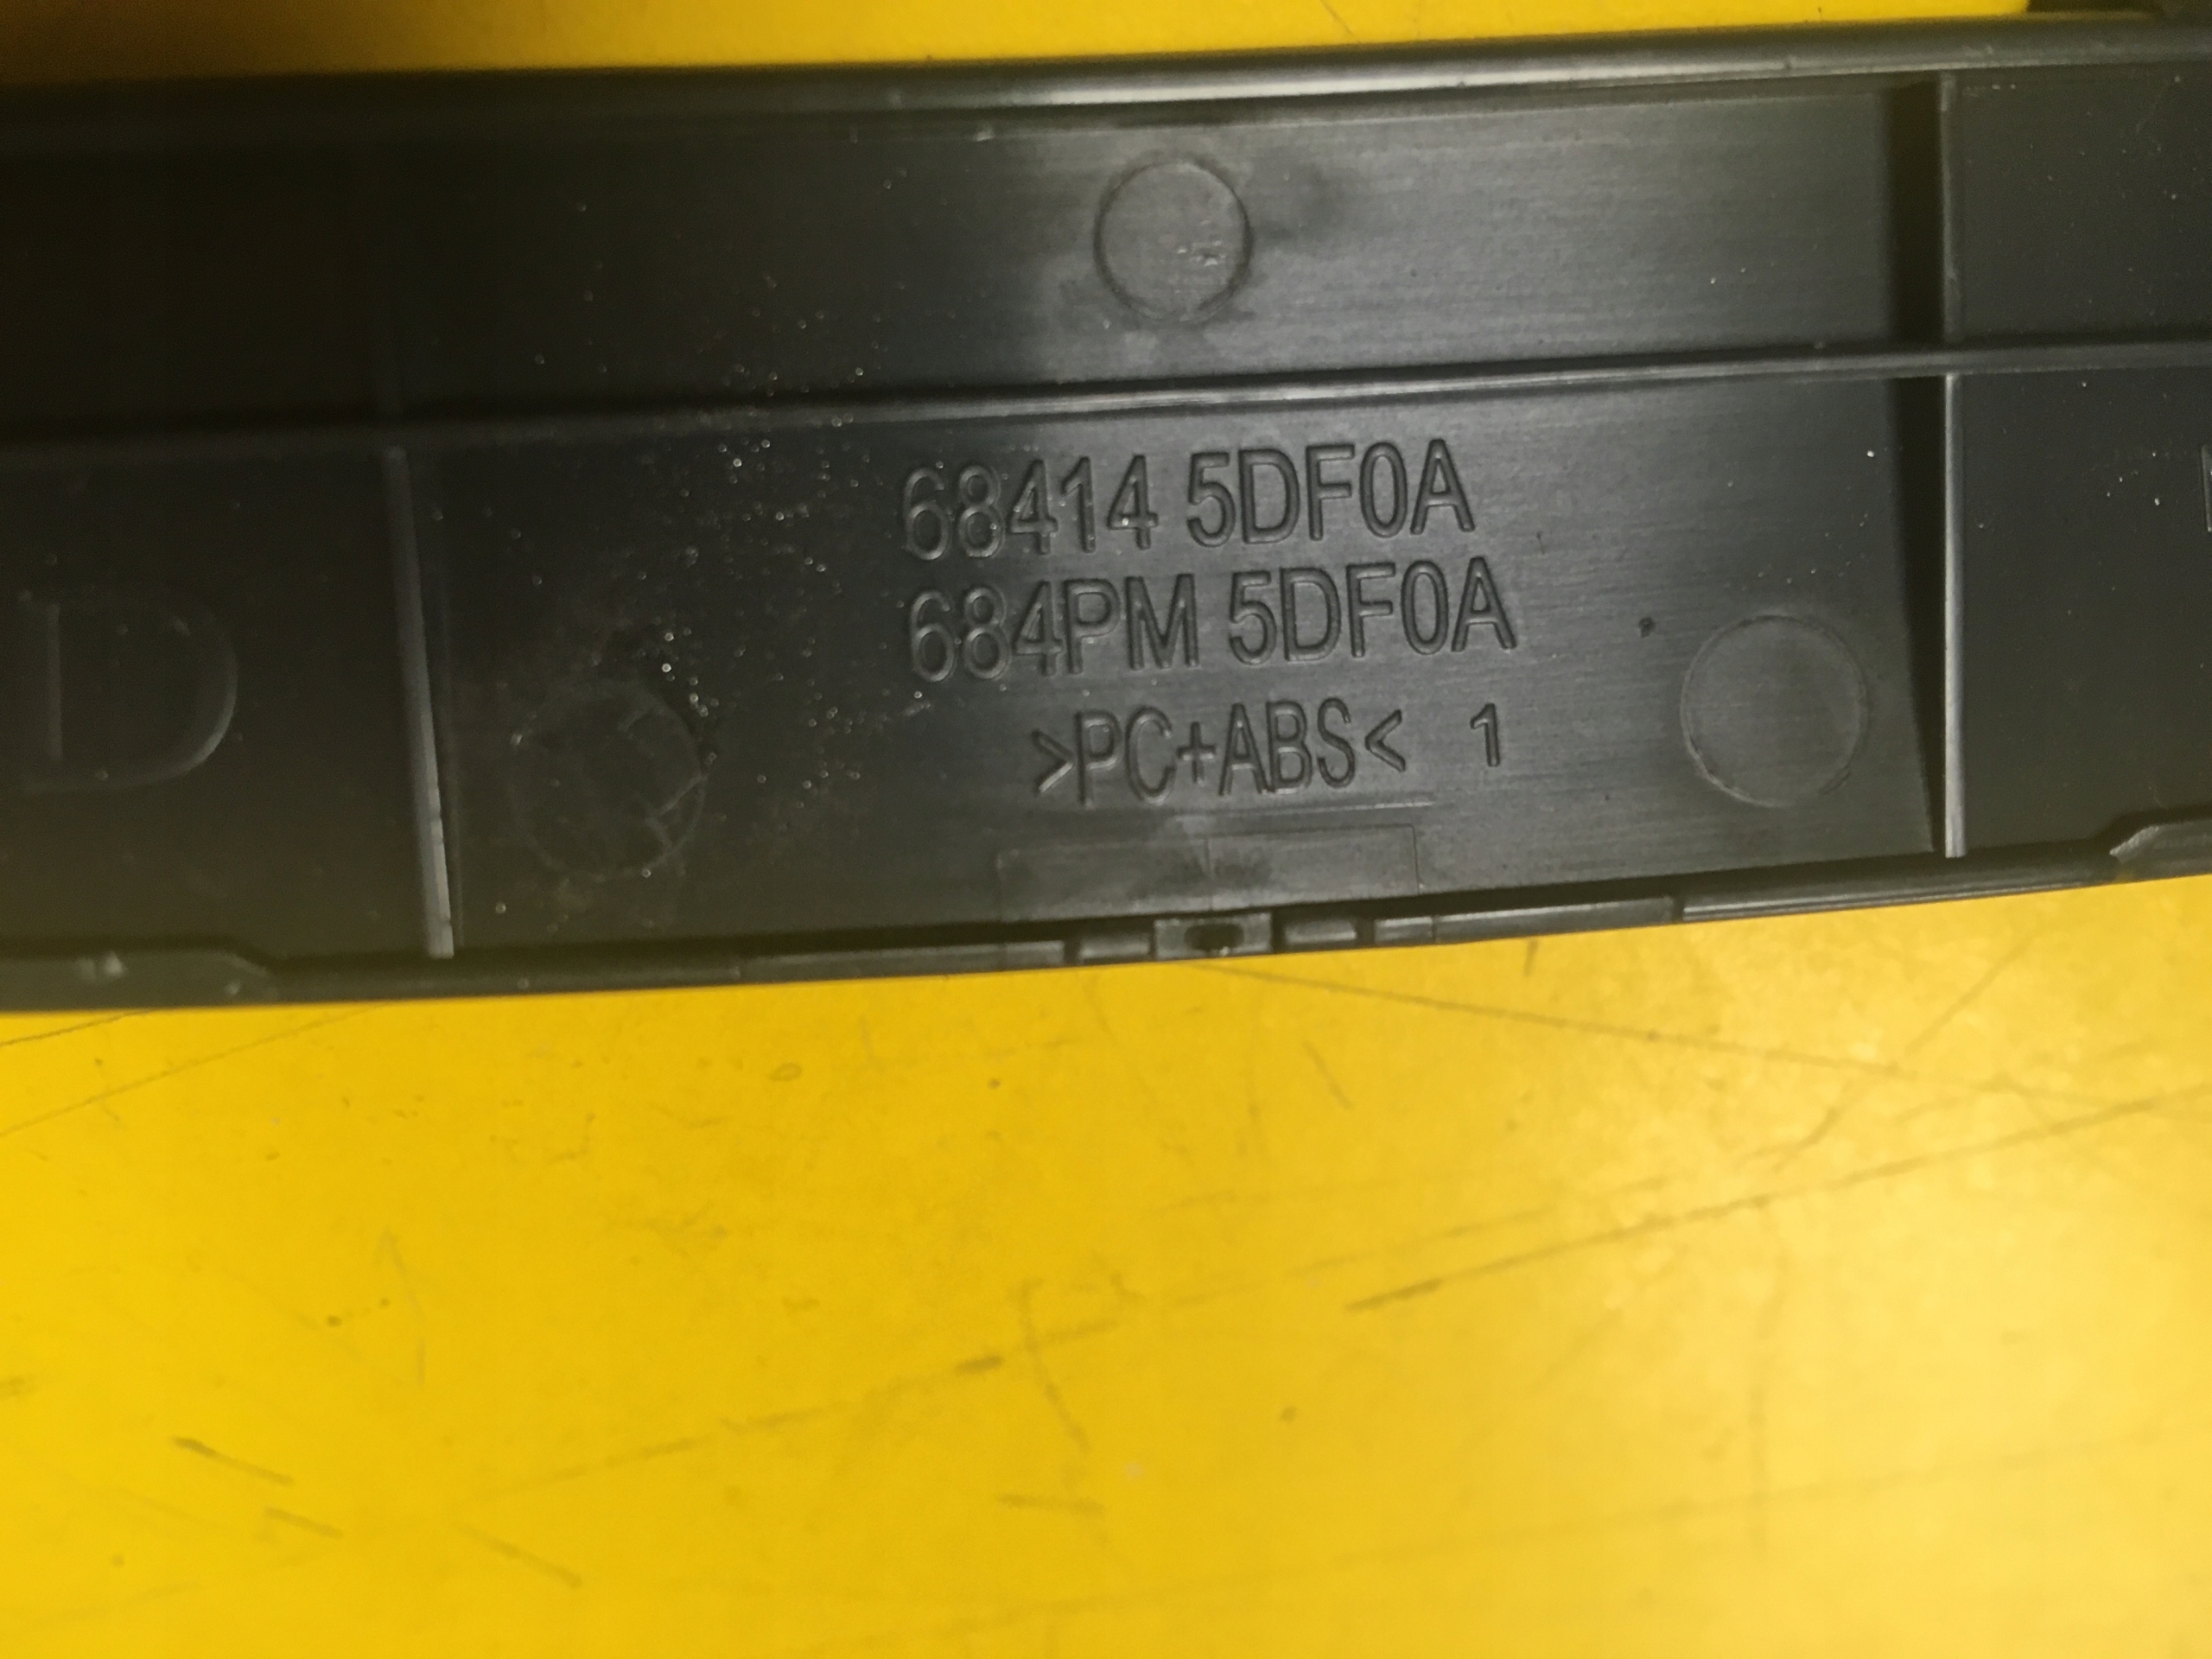 68414 5DF0A
684PM 5DF0A
>PC+ABS< 1
D